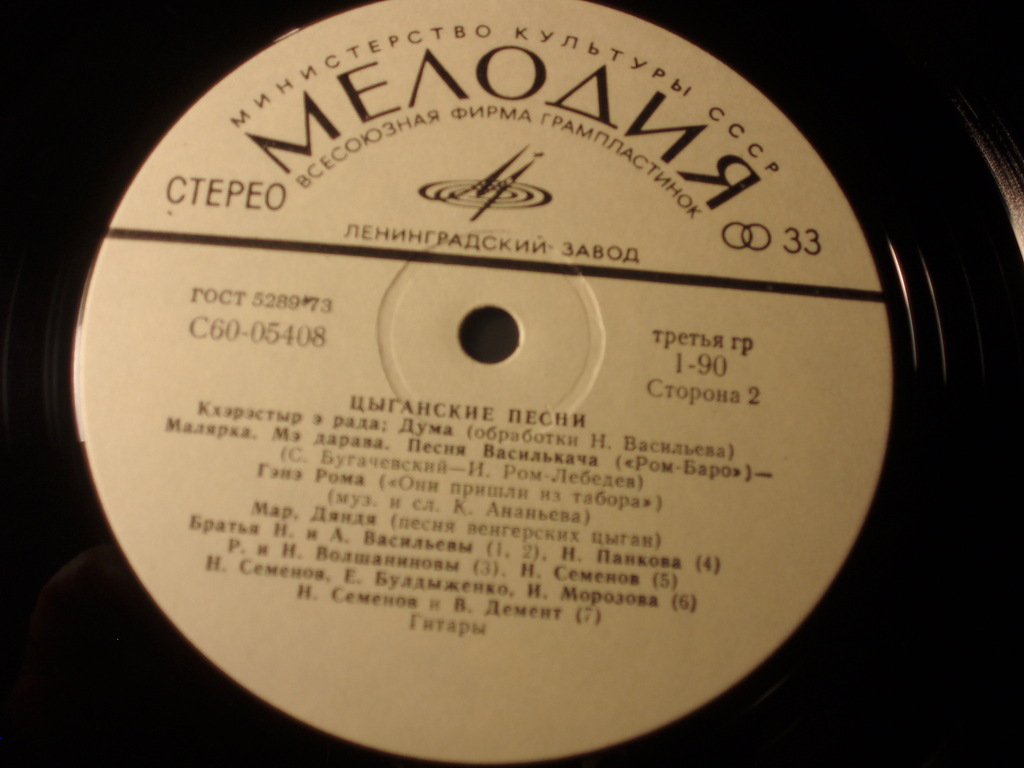 МИНИСТЕРСТВО КУЛЬТУРЫ СССР
МЕЛОДИЯ
ВСЕСОЮЗНАЯ ФИРМА ГРАМПЛАСТИНОК
СТЕРЕО
33
ЛЕНИНГРАДСКИЙ ЗАВОД
ГОСТ 5289-73
С60-05408
третья гр
1-90
Сторона 2
ЦЫГАНСКИЕ ПЕСНИ
Кхэрэстыр э рада; Дума (обработки Н. Васильева)
Малярка. Мэ дарава. Песня Василькача («Ром-Баро»)—
(С. Бугачевский—И. Ром-Лебедев)
Гэнэ Рома («Они пришли из табора»)
(муз. и сл. К. Ананьева)
Мар, Дяндя (песня венгерских цыган)
Братья Н. и А. Васильевы (1, 2), Н. Панкова (4)
Р. и Н. Волшаниновы (3), Н. Семенов (5)
Н. Семенов, Е. Булдыженко, И. Морозова (6)
Н. Семенов и В. Демент (7)
Гитары